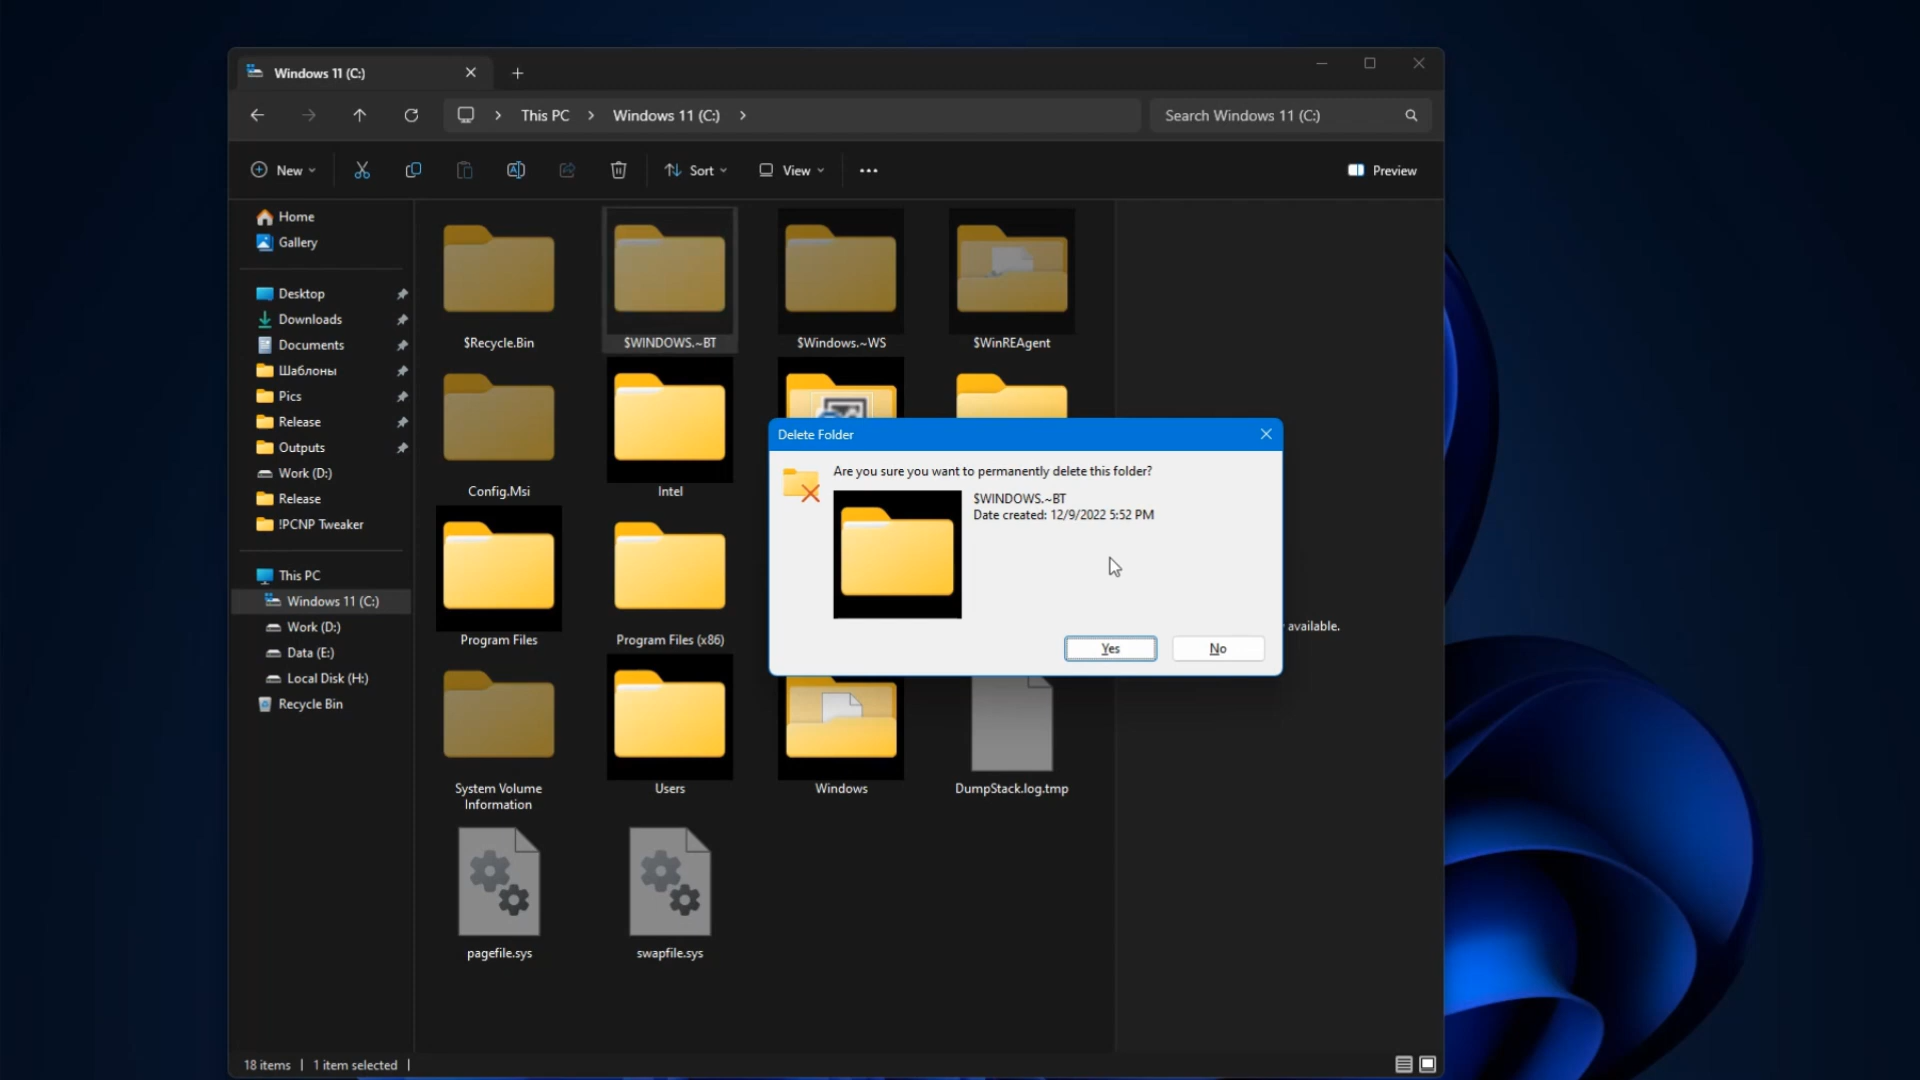 Windows 11 (C:)
This PC
Windows 11 (C:)
Search Windows 11 (C:)
New
Sort
View
Preview
Home
Gallery
Desktop
Downloads
Documents
Шаблоны
Pics
Release
Outputs
Work (D:)
Release
!PCNP Tweaker
This PC
Windows 11 (C:)
Work (D:)
Data (E:)
Local Disk (H:)
Recycle Bin
$Recycle.Bin
$WINDOWS.~BT
$Windows.~WS
$WinREAgent
Config.Msi
Intel
Program Files
Program Files (x86)
System Volume
Information
Users
Windows
DumpStack.log.tmp
pagefile.sys
swapfile.sys
Delete Folder
Are you sure you want to permanently delete this folder?
$WINDOWS.~BT
Date created: 12/9/2022 5:52 PM
Yes
No
available.
18 items
1 item selected